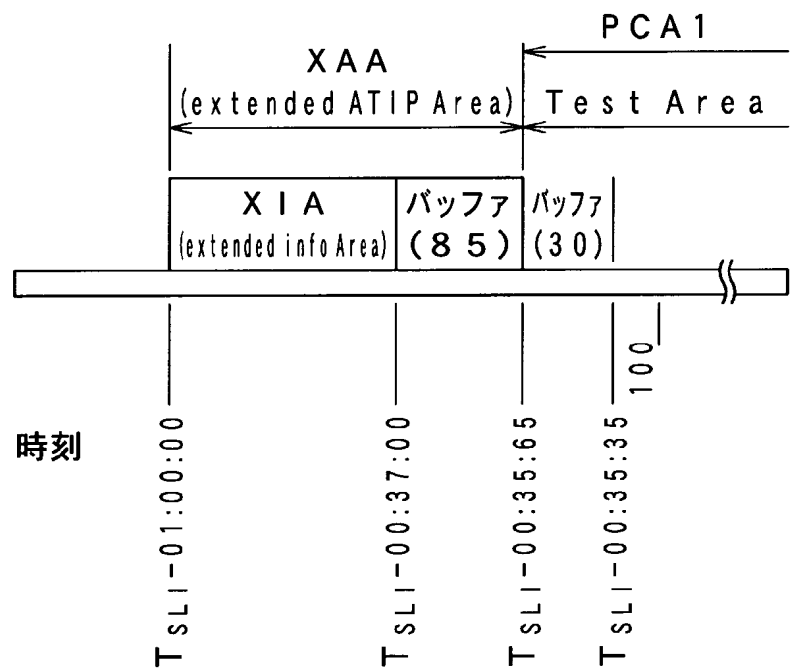 PCA1
XAA
(extended ATIP Area)
Test Area
XIA
(extended info Area)
バッファ
(85)
バッファ
(30)
100
時刻
TSLI-01:00:00
TSLI-00:37:00
TSLI-00:35:65
TSLI-00:35:35